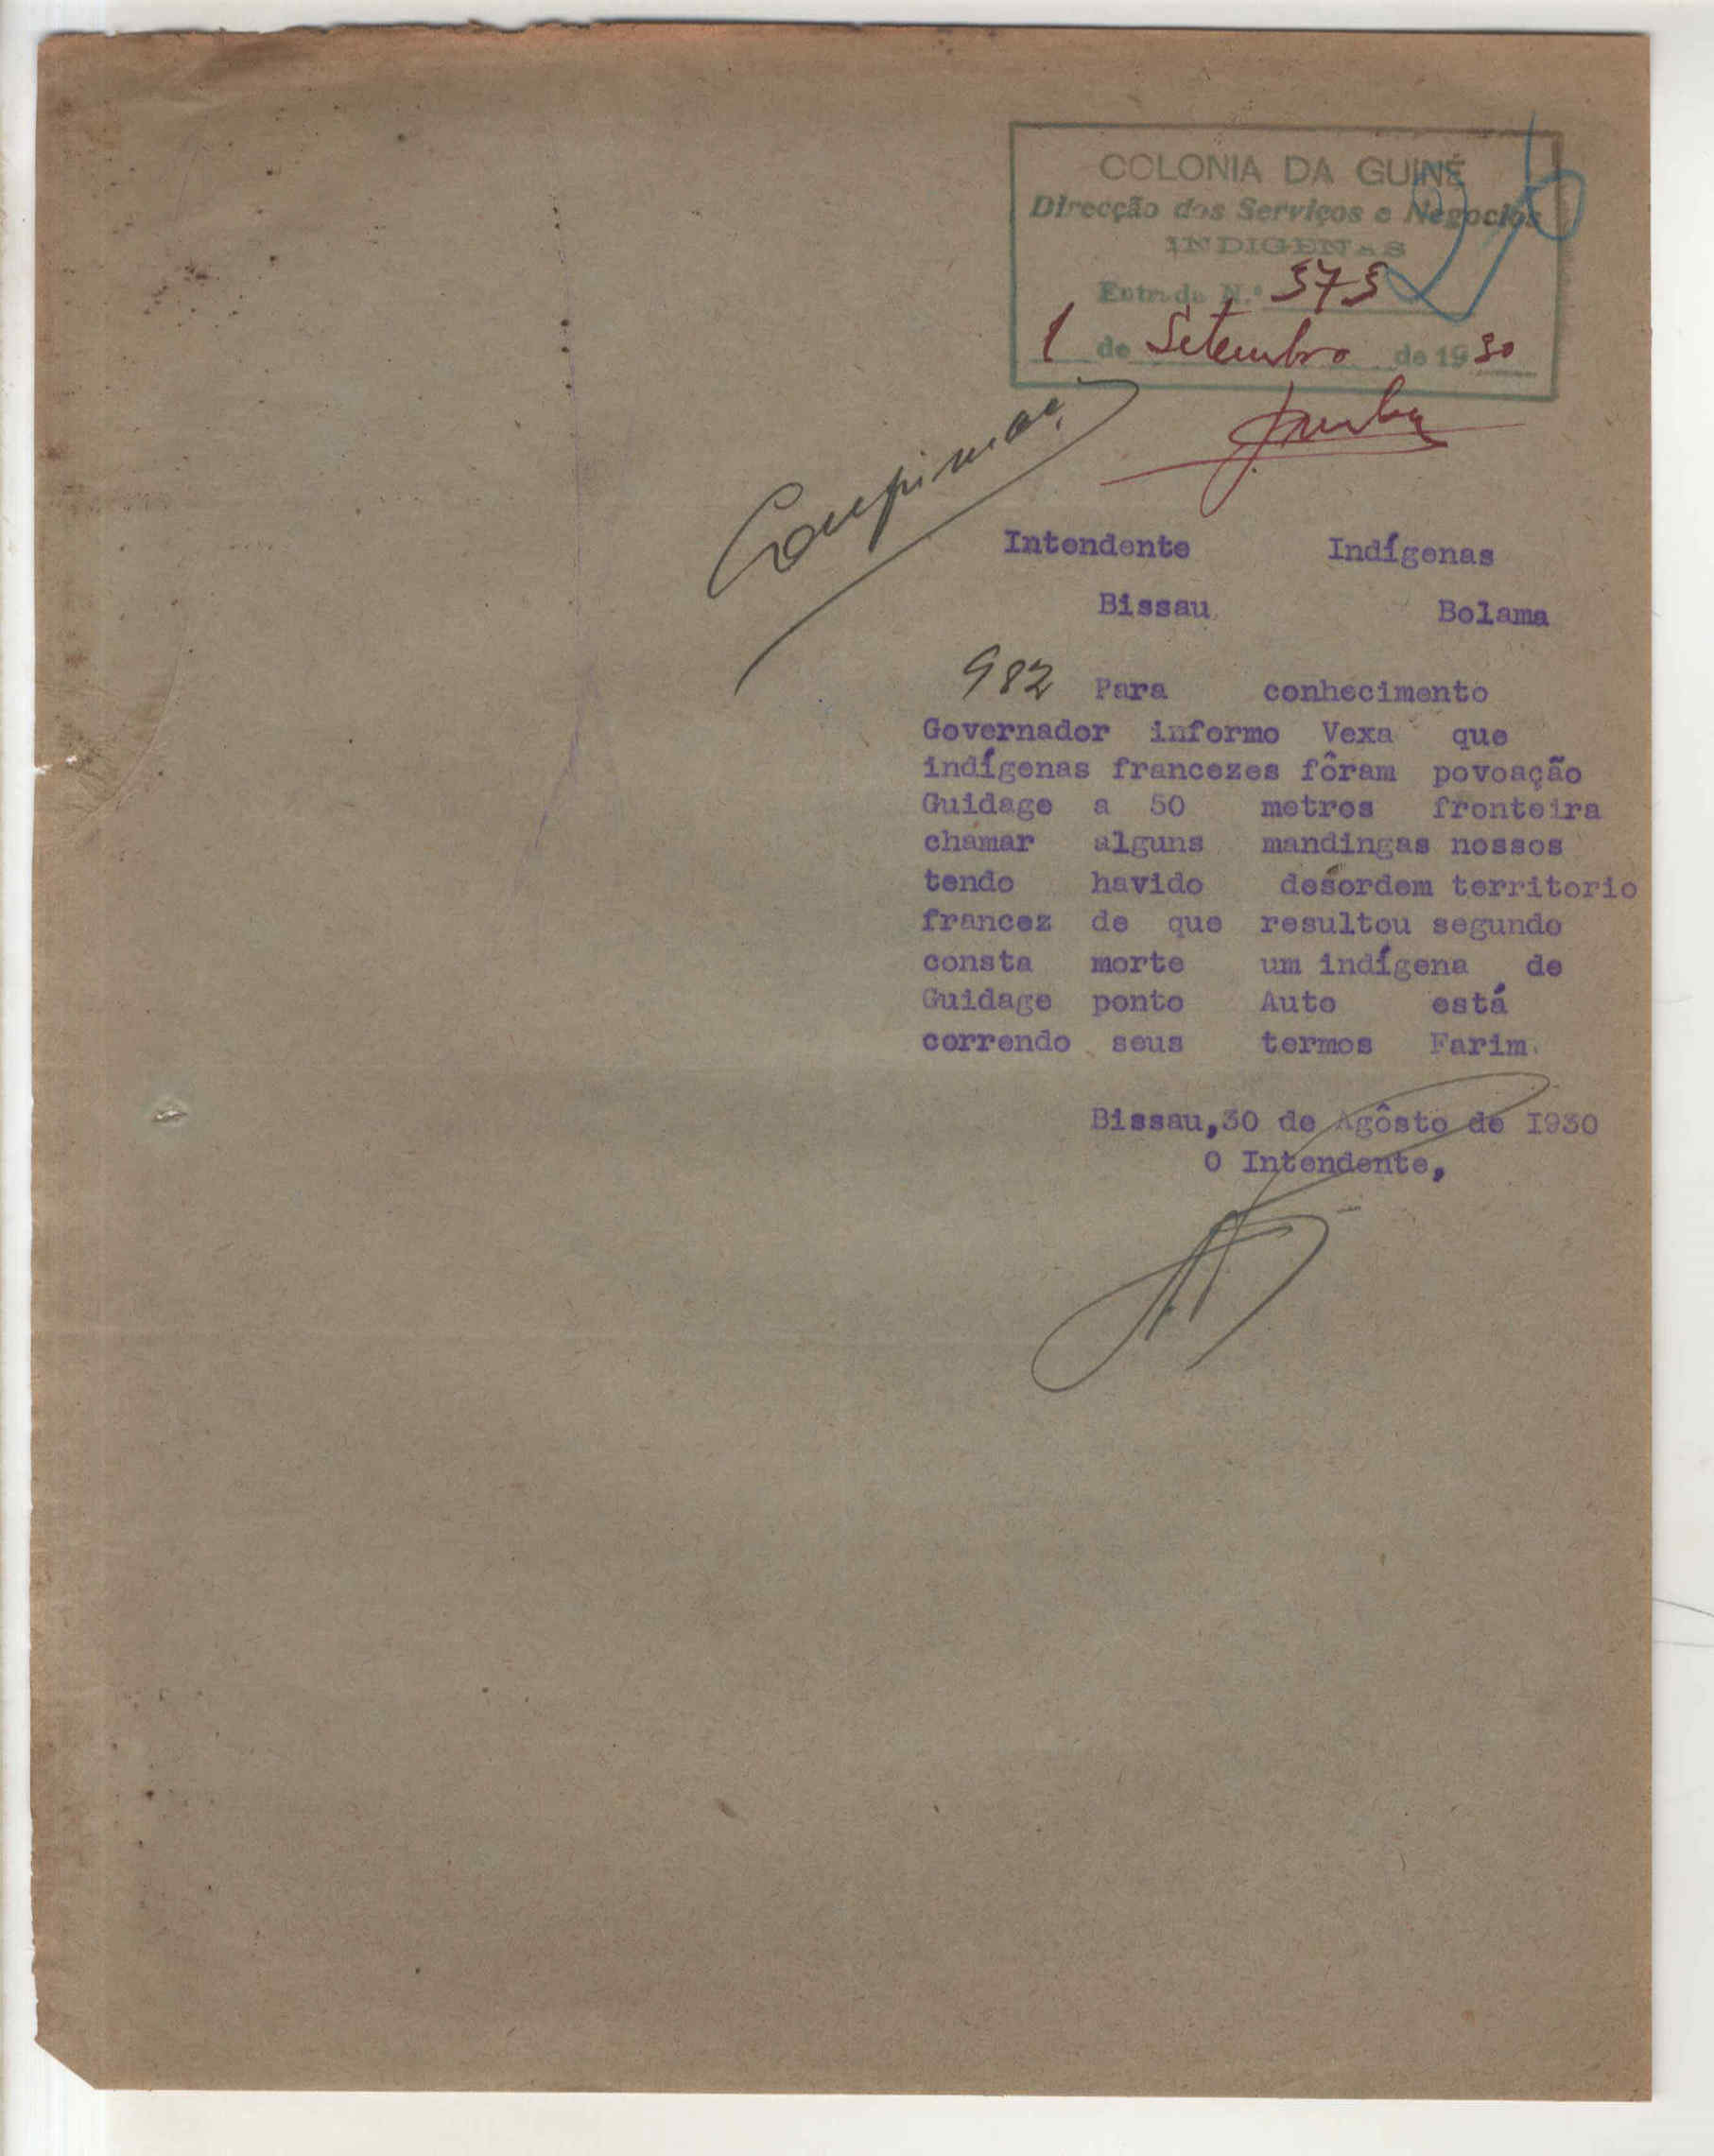 COLONIA DA GUINÉ
Direcção dos Serviços e Negocios
INDIGENAS
Entrada N.º 373
1 de Setembro de 1930
Intendente Indígenas
Bissau Bolama
982 Para conhecimento
Governador informo Vexa que
indígenas francezes fôram povoação
Guidage a 50 metros fronteira
chamar alguns mandingas nossos
tendo havido desordem territorio
francez de que resultou segundo
consta morte um indígena de
Guidage ponto Auto está
correndo seus termos Farim.
Bissau,30 de Agôsto de I930
O Intendente,